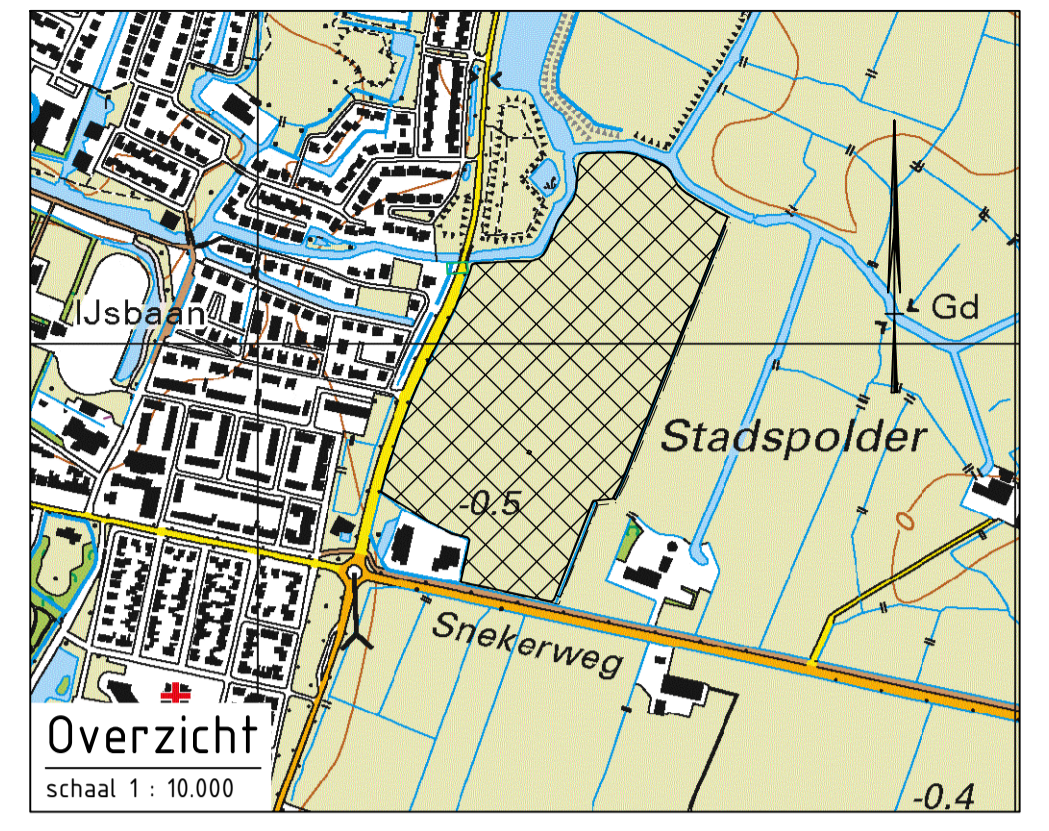 IJsbaan
Gd
Stadspolder
-0.5
Snekerweg
Overzicht
schaal 1 : 10.000
-0.4